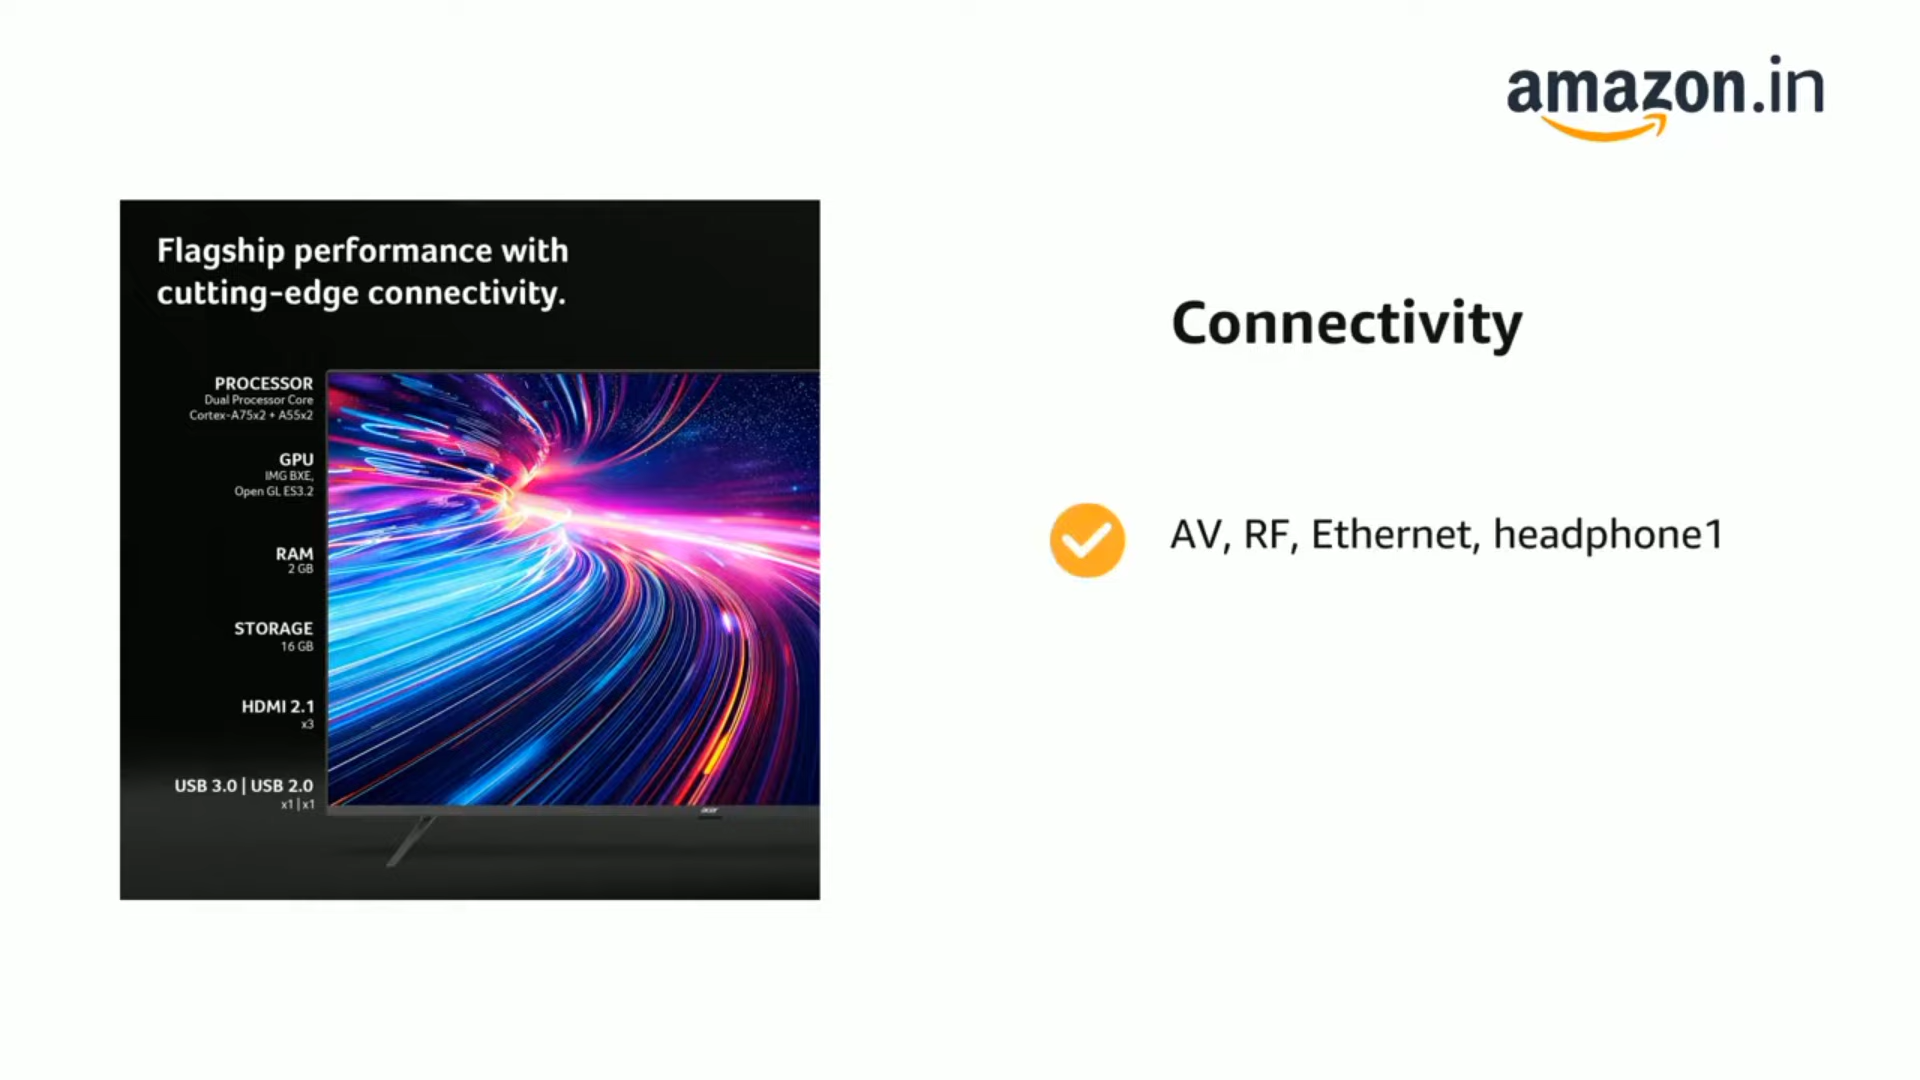 amazon.in
Flagship performance with
cutting-edge connectivity.
PROCESSOR
Dual Processor Core
Cortex-A75x2 + A55x2
GPU
IMG BXE,
Open GL ES3.2
RAM
2 GB
STORAGE
16 GB
HDMI 2.1
x3
USB 3.0 | USB 2.0
x1|x1
acer
Connectivity
AV, RF, Ethernet, headphone1